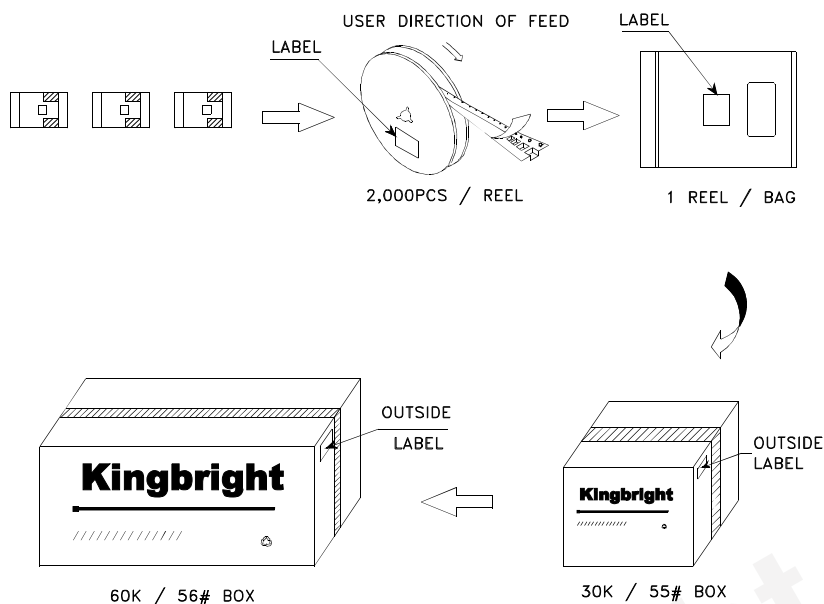 USER DIRECTION OF FEED
LABEL
LABEL
2,000PCS / REEL
1 REEL / BAG
OUTSIDE
LABEL
Kingbright
60K / 56# BOX
OUTSIDE
LABEL
Kingbright
30K / 55# BOX